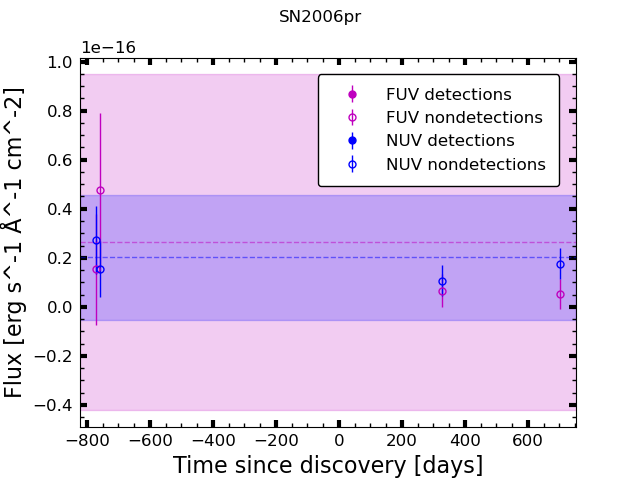 SN2006pr
1e−16
1.0
0.8
0.6
0.4
0.2
0.0
−0.2
−0.4
Flux [erg s^-1 Å^-1 cm^-2]
FUV detections
FUV nondetections
NUV detections
NUV nondetections
−800 −600 −400 −200 0 200 400 600
Time since discovery [days]